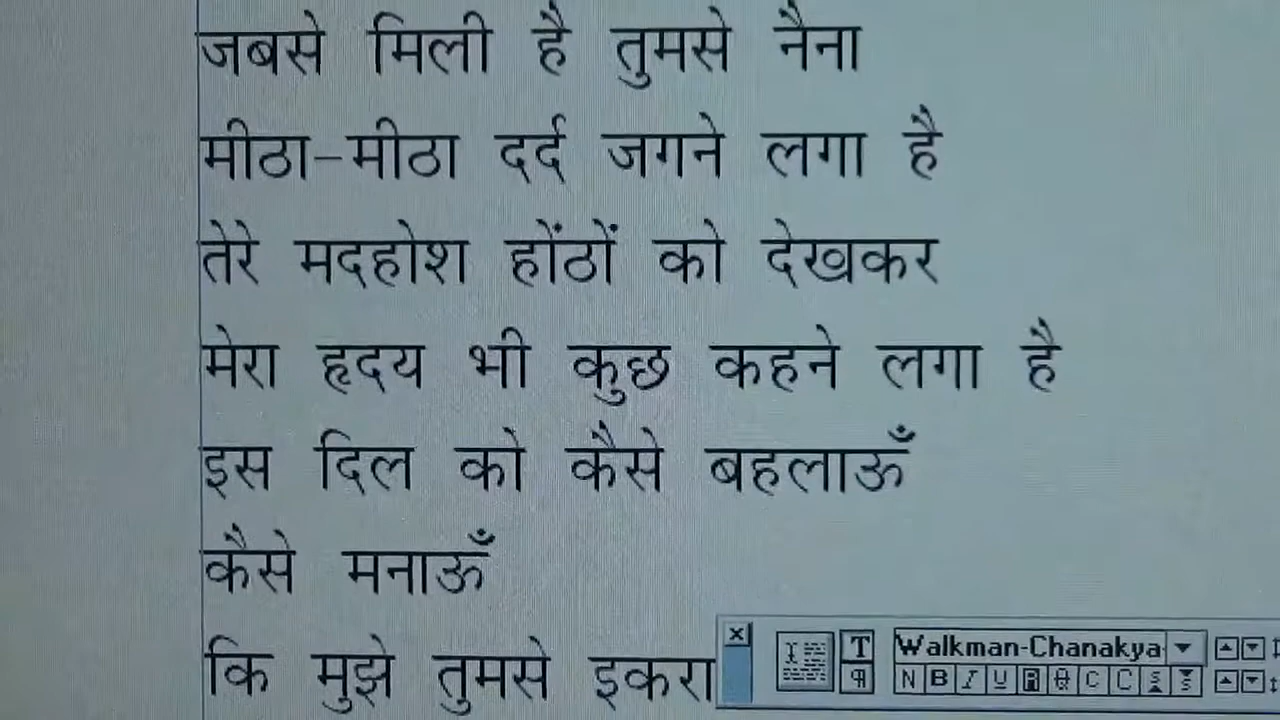 जबसे मिली है तुमसे नैना
मीठा-मीठा दर्द जगने लगा है
तेरे मदहोश होंठों को देखकर
मेरा हृदय भी कुछ कहने लगा है
इस दिल को कैसे बहलाऊँ
कैसे मनाऊँ
कि मुझे तुमसे इकरा
Walkman-Chanakya
N B I U R C C S S